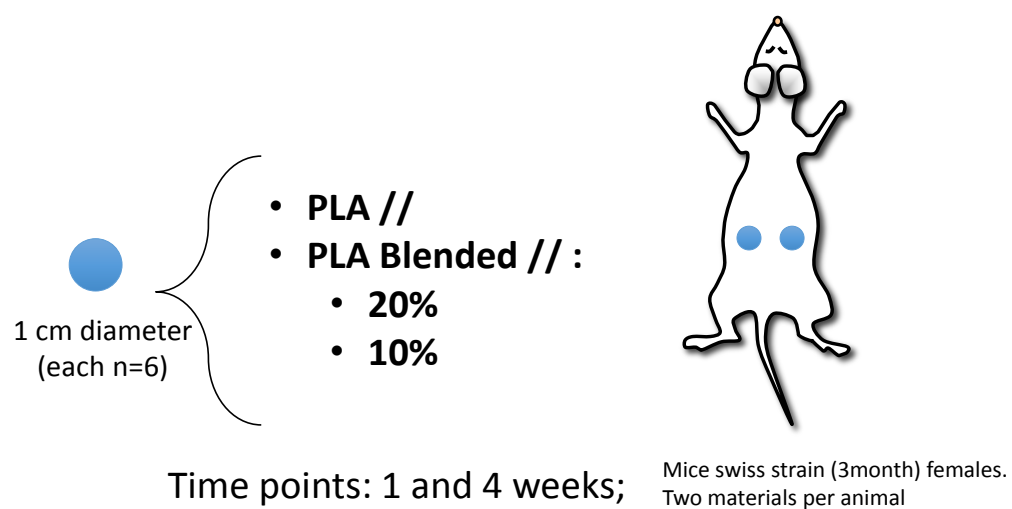 • PLA //
• PLA Blended // :
• 20%
• 10%
1 cm diameter
(each n=6)
Time points: 1 and 4 weeks;
Mice swiss strain (3month) females.
Two materials per animal